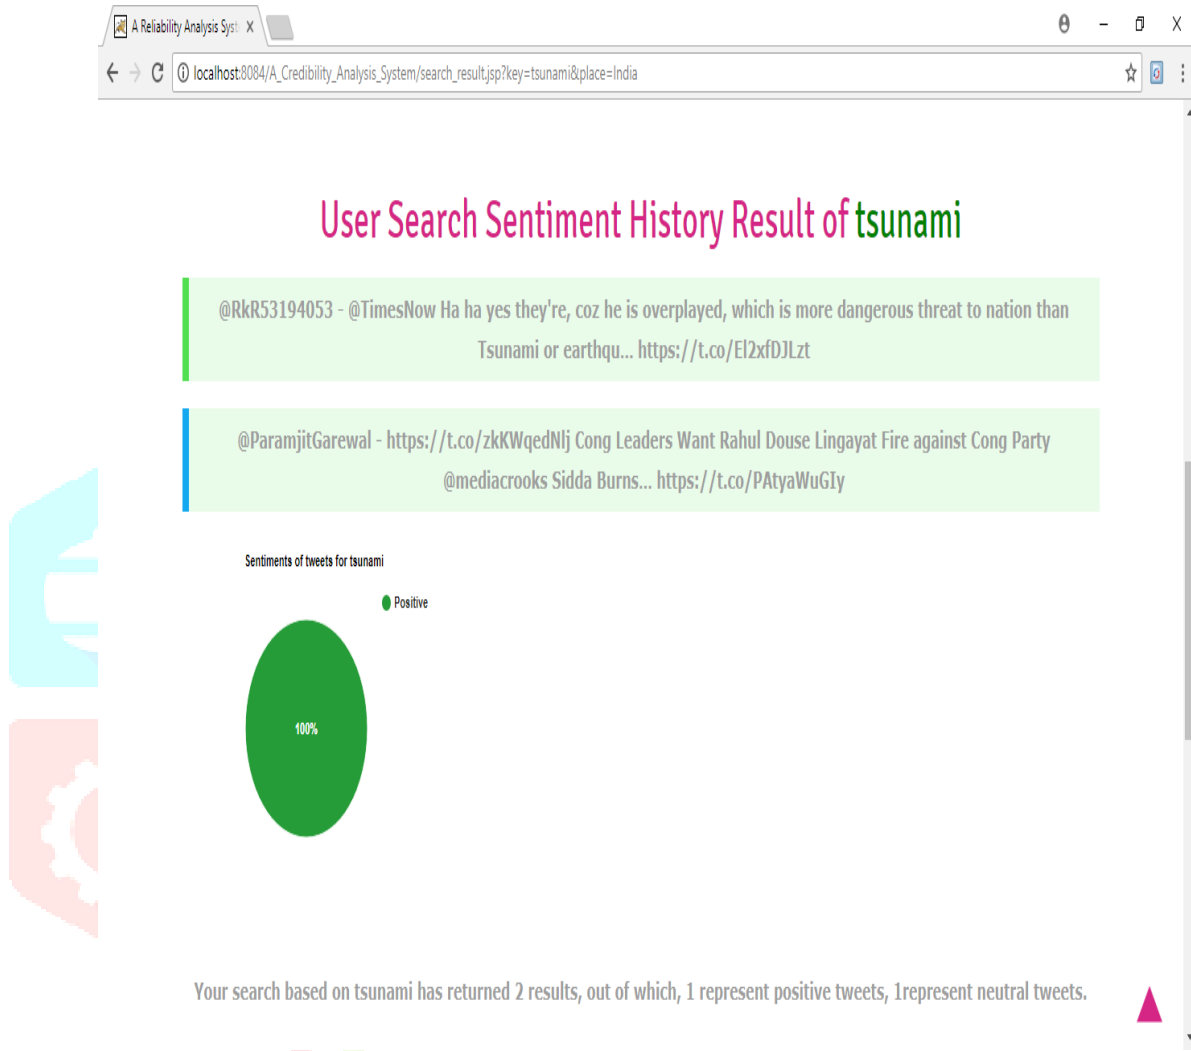 A Reliability Analysis Syst
localhost:8084/A_Credibility_Analysis_System/search_result.jsp?key=tsunami&place=India
User Search Sentiment History Result of tsunami
@RkR53194053 - @TimesNow Ha ha yes they're, coz he is overplayed, which is more dangerous threat to nation than
Tsunami or earthqu... https://t.co/El2xfDJLzt
@ParamjitGarewal - https://t.co/zkKWqedNlj Cong Leaders Want Rahul Douse Lingayat Fire against Cong Party
@mediacrooks Sidda Burns... https://t.co/PAtyaWuGIy
Sentiments of tweets for tsunami
Positive
100%
Your search based on tsunami has returned 2 results, out of which, 1 represent positive tweets, 1represent neutral tweets.